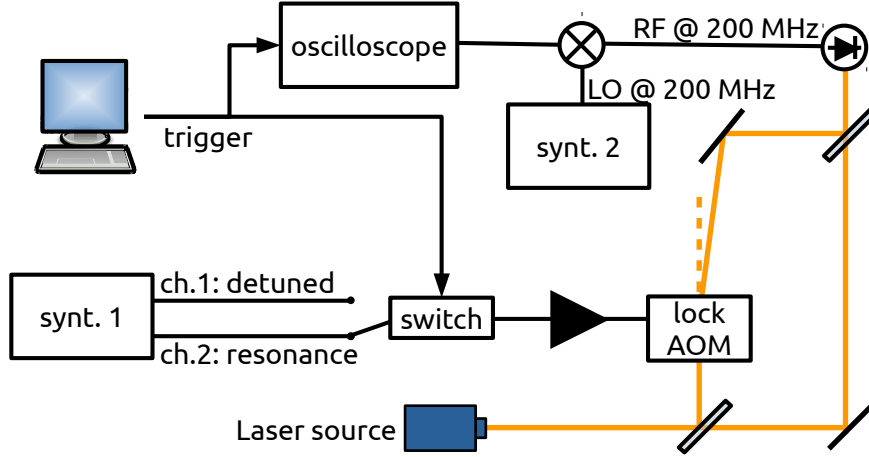 oscilloscope
RF @ 200 MHz
LO @ 200 MHz
trigger
synt. 2
ch.1: detuned
synt. 1
switch
lock
AOM
ch.2: resonance
Laser source